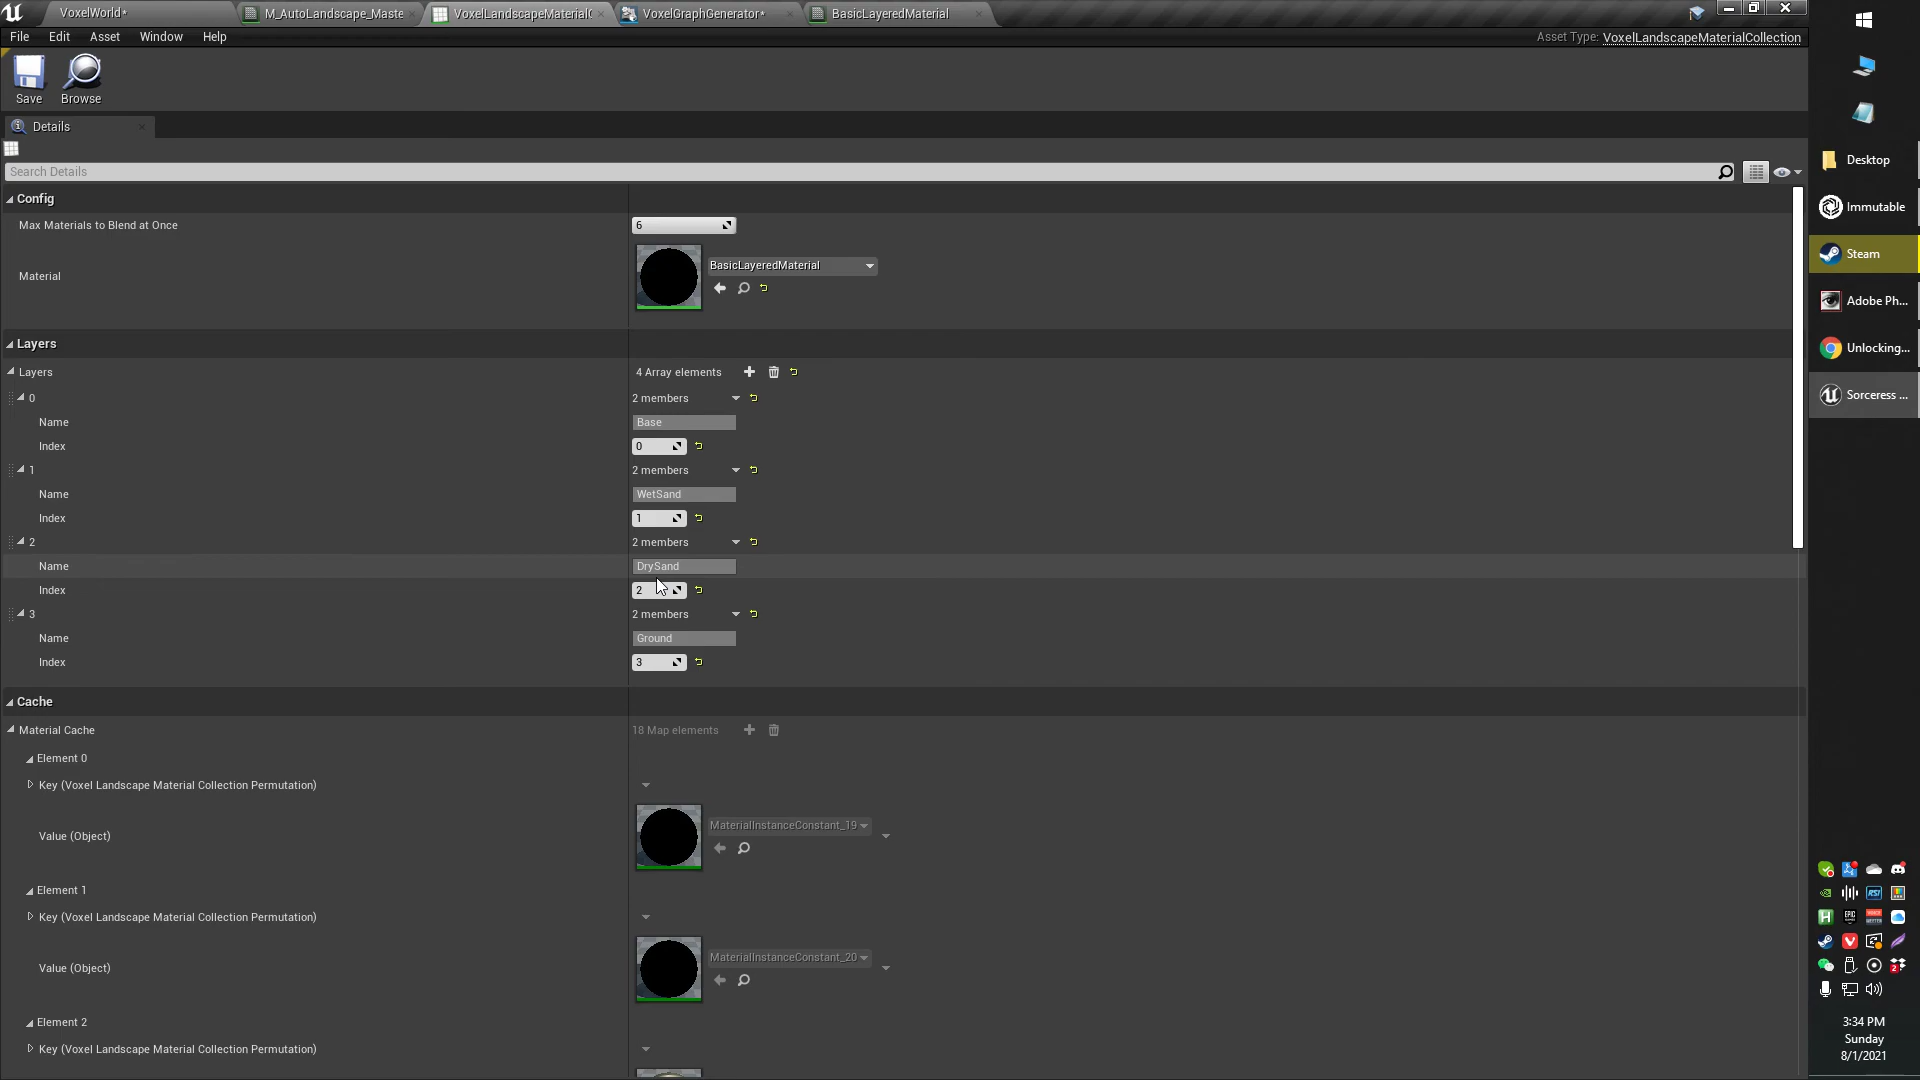 VoxelWorld*
M_AutoLandscape_Maste
VoxelLandscapeMaterialC
VoxelGraphGenerator*
BasicLayeredMaterial
File Edit Asset Window Help
Asset Type: VoxelLandscapeMaterialCollection
Save Browse
Details
Search Details
Config
Max Materials to Blend at Once
6
Material
BasicLayeredMaterial
Layers
Layers
4 Array elements
0
2 members
Name
Base
Index
0
1
2 members
Name
WetSand
Index
1
2
2 members
Name
DrySand
Index
2
3
2 members
Name
Ground
Index
3
Cache
Material Cache
18 Map elements
Element 0
Key (Voxel Landscape Material Collection Permutation)
Value (Object)
MaterialInstanceConstant_19
Element 1
Key (Voxel Landscape Material Collection Permutation)
Value (Object)
MaterialInstanceConstant_20
Element 2
Key (Voxel Landscape Material Collection Permutation)
Desktop
Immutable
Steam
Adobe Ph...
Unlocking...
Sorceress ...
3:34 PM
Sunday
8/1/2021